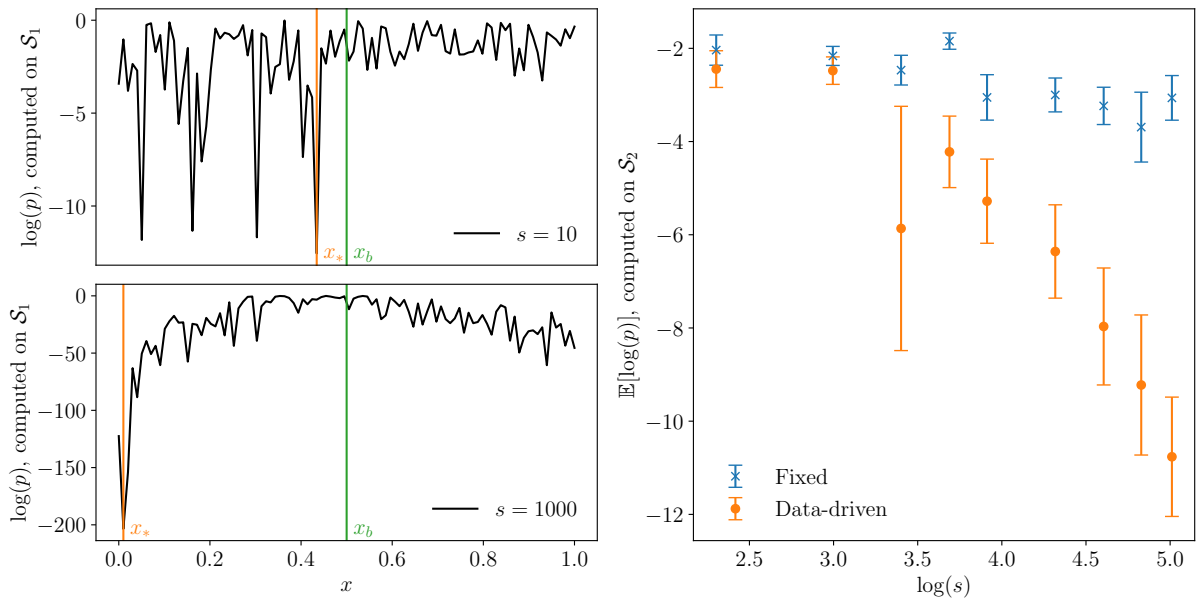 log(p), computed on 𝒮₁
0
−5
−10
s = 10
x_* x_b
log(p), computed on 𝒮₁
0
−50
−100
−150
−200
s = 1000
x_* x_b
0.0 0.2 0.4 0.6 0.8 1.0
x
𝔼[log(p)], computed on 𝒮₂
−2
−4
−6
−8
−10
−12
Fixed
Data-driven
2.5 3.0 3.5 4.0 4.5 5.0
log(s)